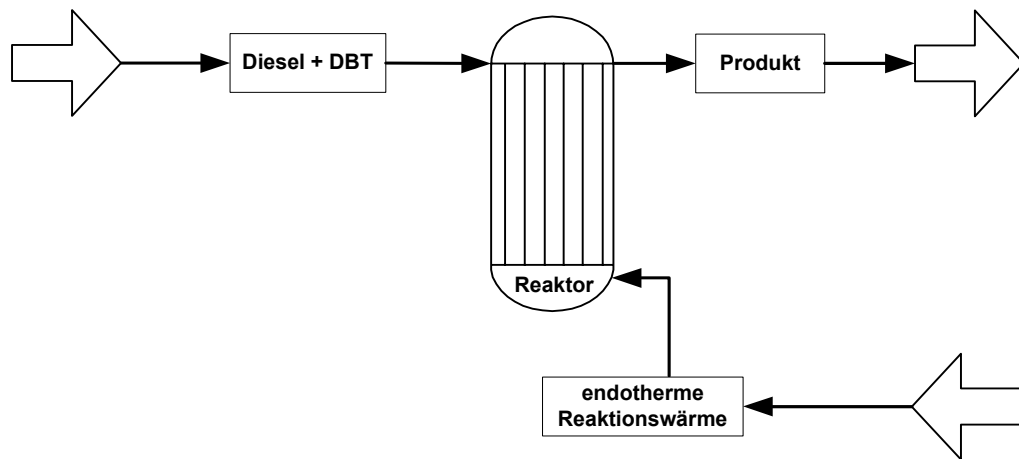 Diesel + DBT
Produkt
Reaktor
endotherme
Reaktionswärme